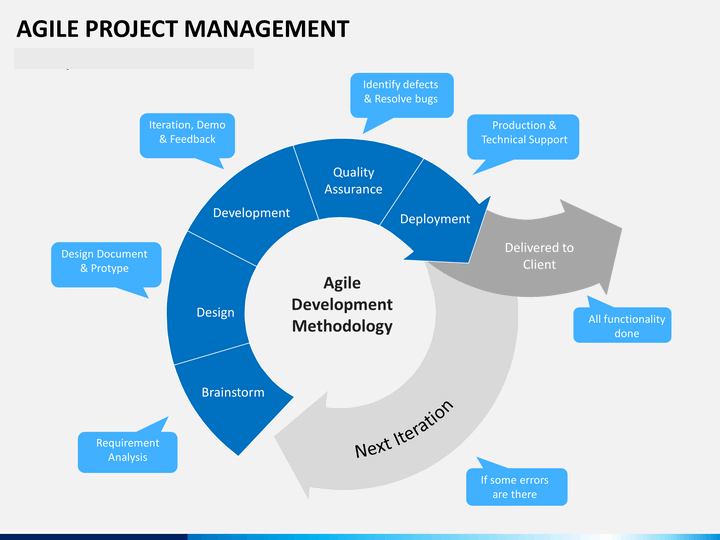 AGILE PROJECT MANAGEMENT
Identify defects
& Resolve bugs
Iteration, Demo
& Feedback
Production &
Technical Support
Quality
Assurance
Development
Deployment
Design Document
& Protype
Delivered to
Client
Agile
Development
Methodology
Design
All functionality
done
Brainstorm
Next Iteration
Requirement
Analysis
If some errors
are there